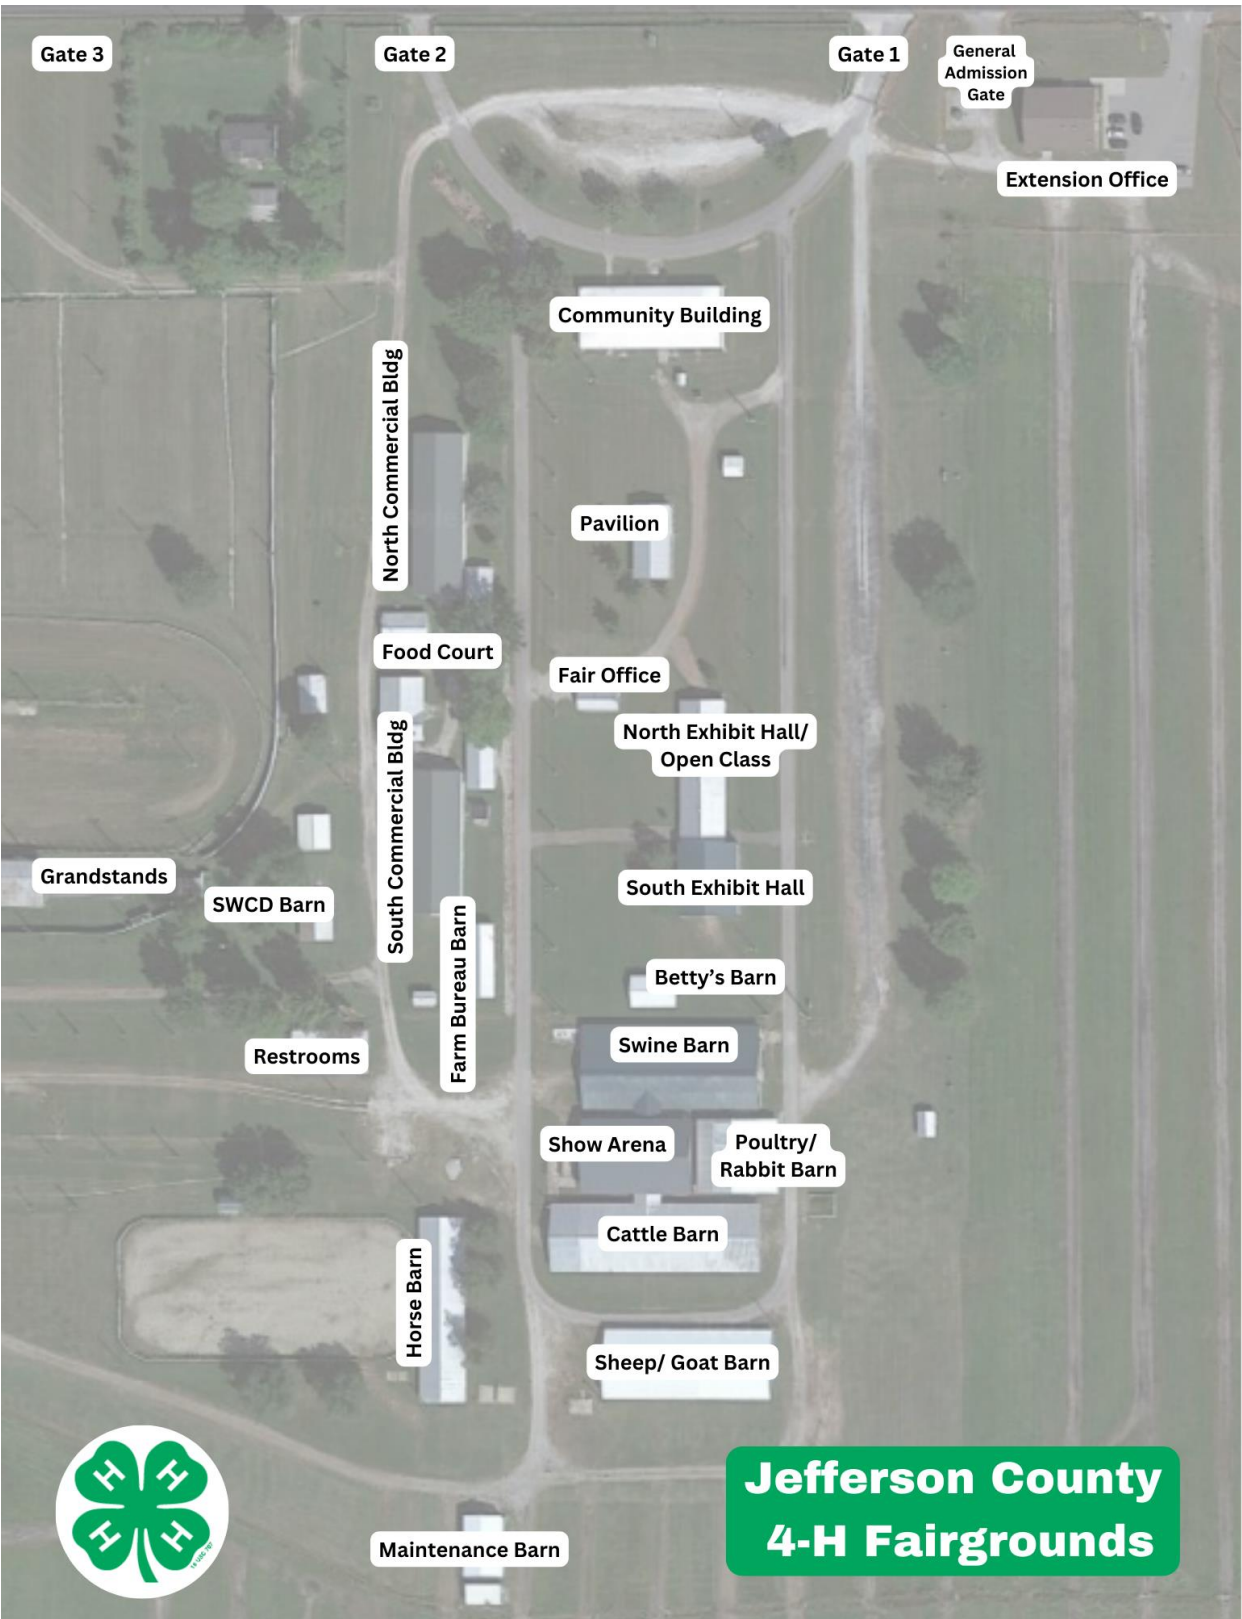 Gate 3
Gate 2
Gate 1
General
Admission
Gate
Extension Office
Community Building
North Commercial Bldg
Pavilion
Food Court
Fair Office
North Exhibit Hall/
Open Class
South Commercial Bldg
Grandstands
SWCD Barn
South Exhibit Hall
Farm Bureau Barn
Betty’s Barn
Restrooms
Swine Barn
Show Arena
Poultry/
Rabbit Barn
Cattle Barn
Horse Barn
Sheep/ Goat Barn
H H
H H
18 USC 707
Jefferson County
4-H Fairgrounds
Maintenance Barn